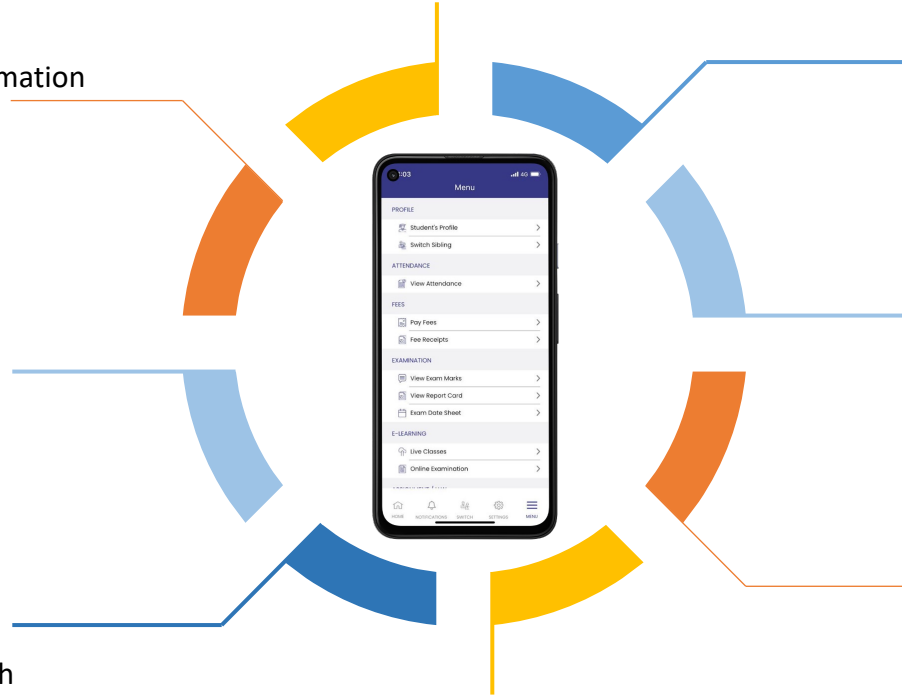 mation
:03
4G
Menu
PROFILE
Student's Profile
Switch Sibling
ATTENDANCE
View Attendance
FEES
Pay Fees
Fee Receipts
EXAMINATION
View Exam Marks
View Report Card
Exam Date Sheet
E-LEARNING
Live Classes
Online Examination
HOME NOTIFICATIONS SWITCH SETTINGS MENU
h